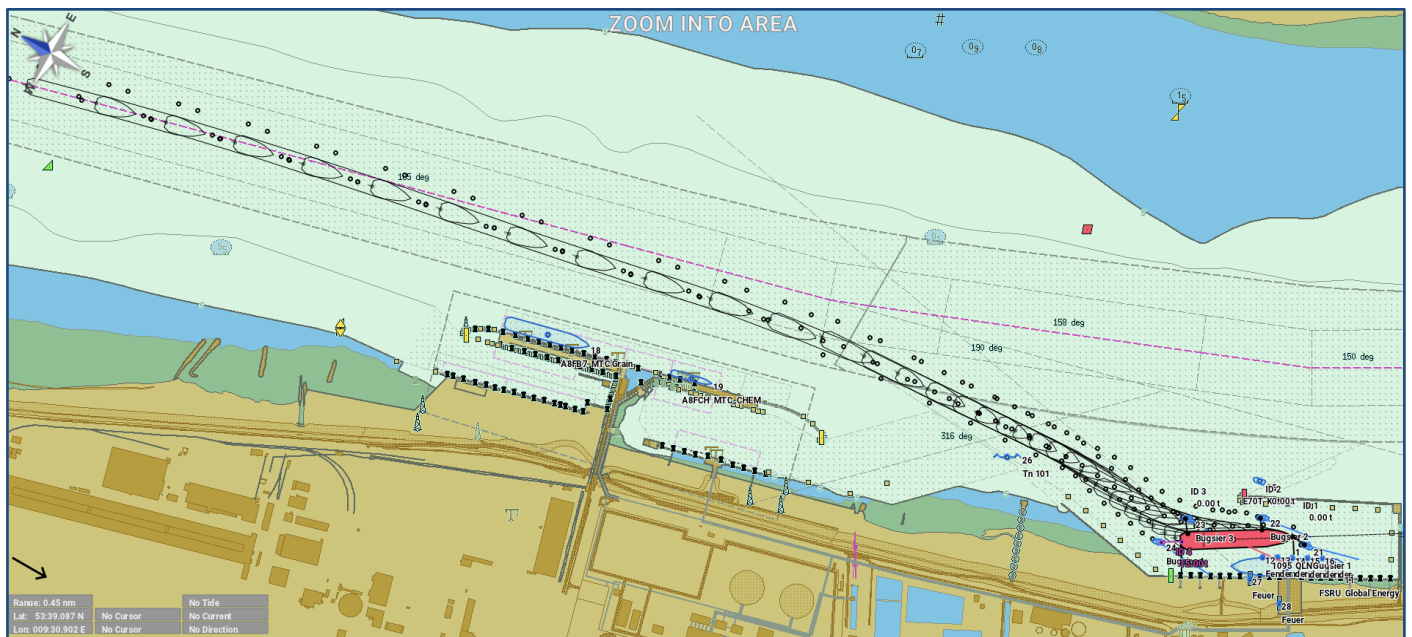 ZOOM INTO AREA
N
E
S
W
0₇
0₉
0₈
1₅
185 deg
9₆
8₄
158 deg
190 deg
150 deg
18
A8FB7 MTC Grain
19
A8FCH MTC-CHEM
316 deg
26
Tn 101
ID 3
0.00 t
ID 2
ID:1
0.00 t
23
22
Bugsier 3
Bugsier 2
24
21
Bugsier 1
27
Feuer
FSRU Global Energy
28
Feuer
Range: 0.45 nm
No Tide
Lat: 53:39.087 N
No Cursor
No Current
Lon: 009:30.902 E
No Cursor
No Direction